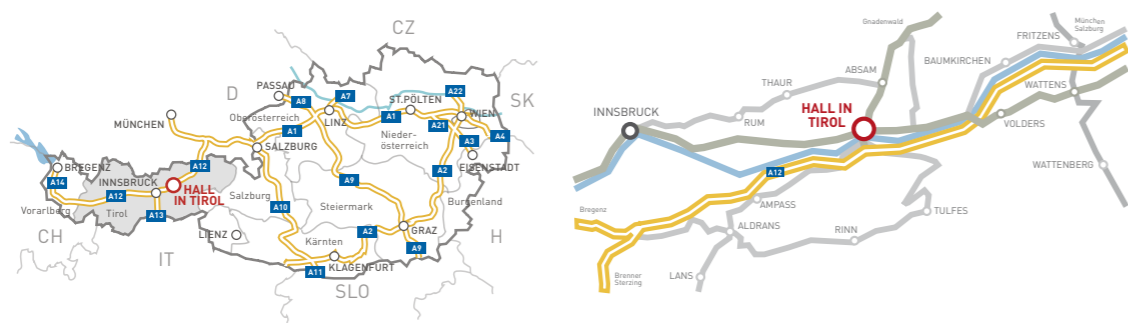 CZ
D
SK
PASSAU
A8
A7
A22
ST.PÖLTEN
WIEN
MÜNCHEN
Oberösterreich
LINZ
A1
A1
A21
Nieder-
österreich
A4
A3
SALZBURG
EISENSTADT
BREGENZ
A14
INNSBRUCK
A12
HALL
IN TIROL
A12
A13
Tirol
Vorarlberg
A2
A9
Salzburg
A10
Steiermark
Burgenland
CH
IT
LIENZ
Kärnten
A2
GRAZ
A9
H
KLAGENFURT
A11
SLO
Gnadenwald
München
Salzburg
FRITZENS
BAUMKIRCHEN
ABSAM
THAUR
WATTENS
INNSBRUCK
RUM
HALL IN
TIROL
VOLDERS
WATTENBERG
A12
AMPASS
TULFES
Bregenz
ALDRANS
RINN
LANS
Brenner
Sterzing